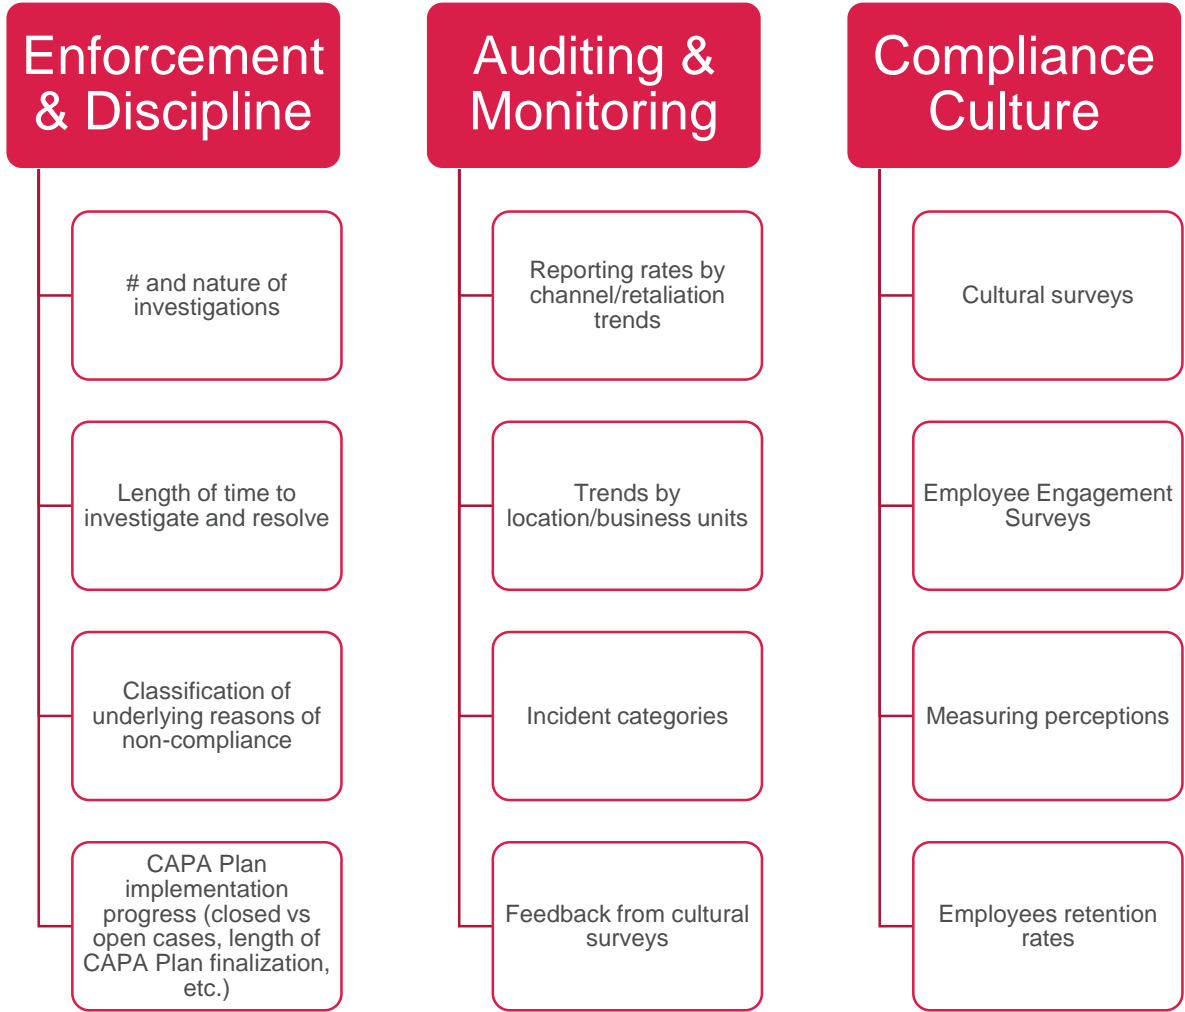 Enforcement
& Discipline
# and nature of
investigations
Length of time to
investigate and resolve
Classification of
underlying reasons of
non-compliance
CAPA Plan
implementation
progress (closed vs
open cases, length of
CAPA Plan finalization,
etc.)
Auditing &
Monitoring
Reporting rates by
channel/retaliation
trends
Trends by
location/business units
Incident categories
Feedback from cultural
surveys
Compliance
Culture
Cultural surveys
Employee Engagement
Surveys
Measuring perceptions
Employees retention
rates